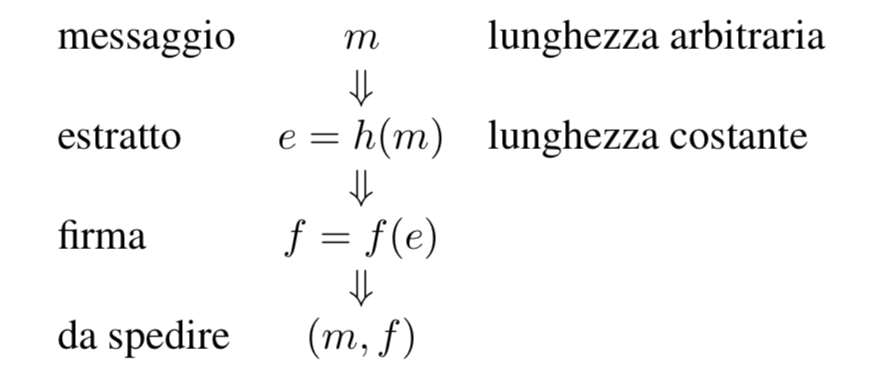 messaggio m lunghezza arbitraria
⇓
estratto e = h(m) lunghezza costante
⇓
firma f = f(e)
⇓
da spedire (m, f)